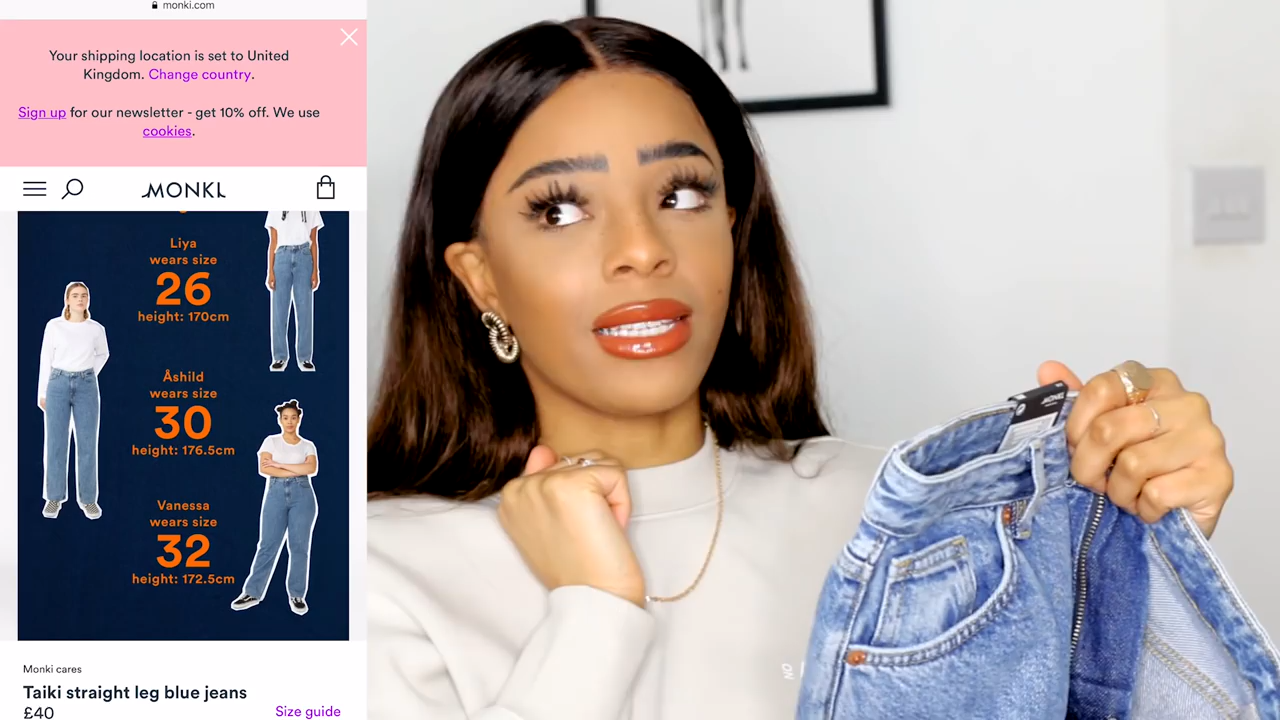 monki.com
Your shipping location is set to United
Kingdom. Change country.
Sign up for our newsletter - get 10% off. We use
cookies.
MONKI
Liya
wears size
26
height: 170cm
Åshild
wears size
30
height: 176.5cm
Vanessa
wears size
32
height: 172.5cm
Monki cares
Taiki straight leg blue jeans
£40
Size guide
MONKI
NO